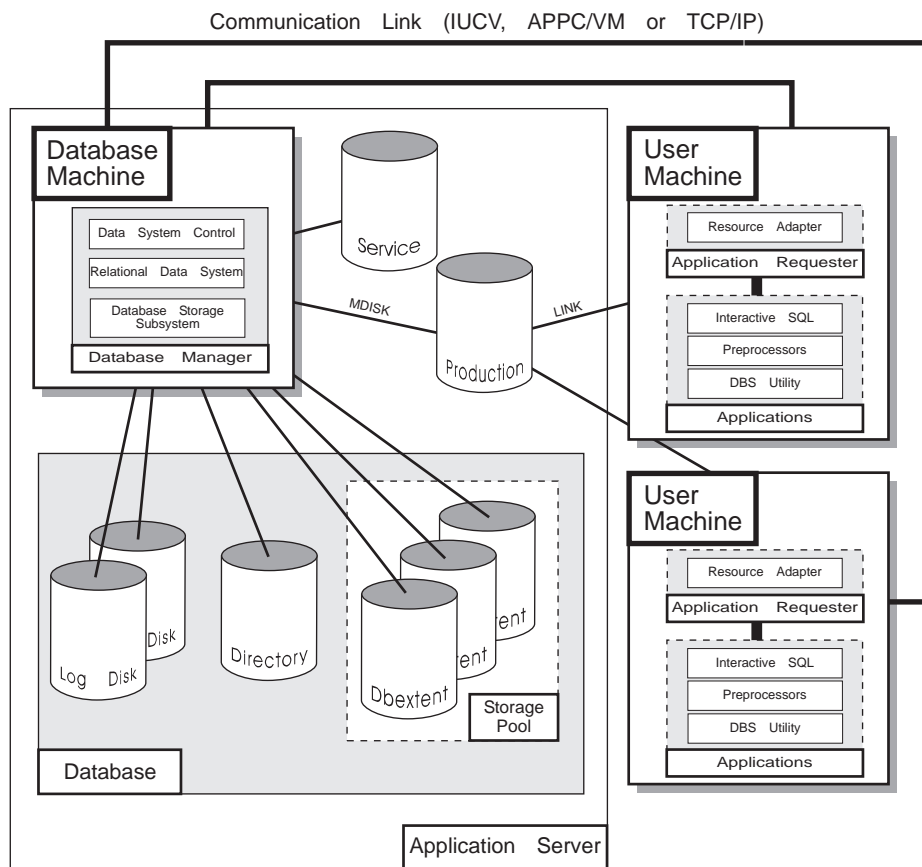 Communication Link (IUCV, APPC/VM or TCP/IP)
Database
Machine
Data System Control
Relational Data System
Database Storage
Subsystem
Database Manager
Service
MDISK
Production
LINK
User
Machine
Resource Adapter
Application Requester
Interactive SQL
Preprocessors
DBS Utility
Applications
User
Machine
Resource Adapter
Application Requester
Interactive SQL
Preprocessors
DBS Utility
Applications
Log Disk
Disk
Directory
Dbextent
tent
tent
Storage
Pool
Database
Application Server